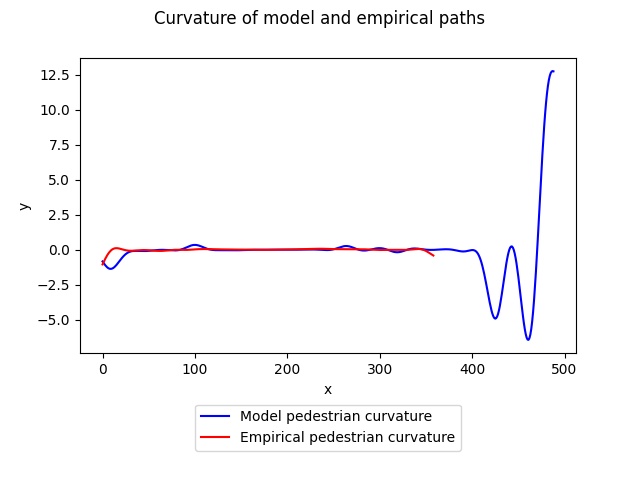 Curvature of model and empirical paths
12.5
10.0
7.5
5.0
2.5
0.0
−2.5
−5.0
y
0 100 200 300 400 500
x
Model pedestrian curvature
Empirical pedestrian curvature